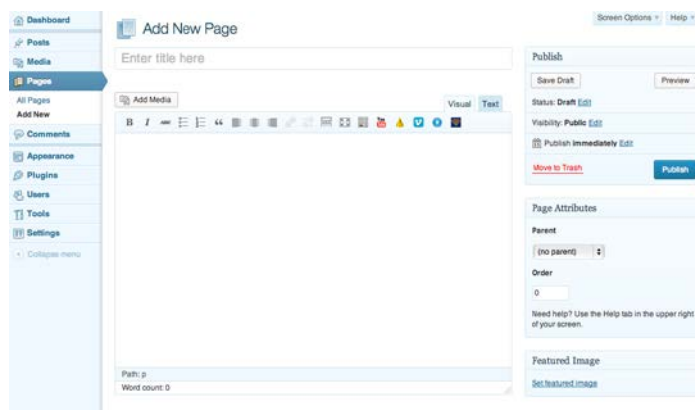 Dashboard
Posts
Media
Pages
All Pages
Add New
Comments
Appearance
Plugins
Users
Tools
Settings
Collapse menu
Screen Options
Help
Add New Page
Enter title here
Add Media
Visual
Text
B I
Path: p
Word count: 0
Publish
Save Draft
Preview
Status: Draft Edit
Visibility: Public Edit
Publish immediately Edit
Move to Trash
Publish
Page Attributes
Parent
(no parent)
Order
0
Need help? Use the Help tab in the upper right
of your screen.
Featured Image
Set featured image